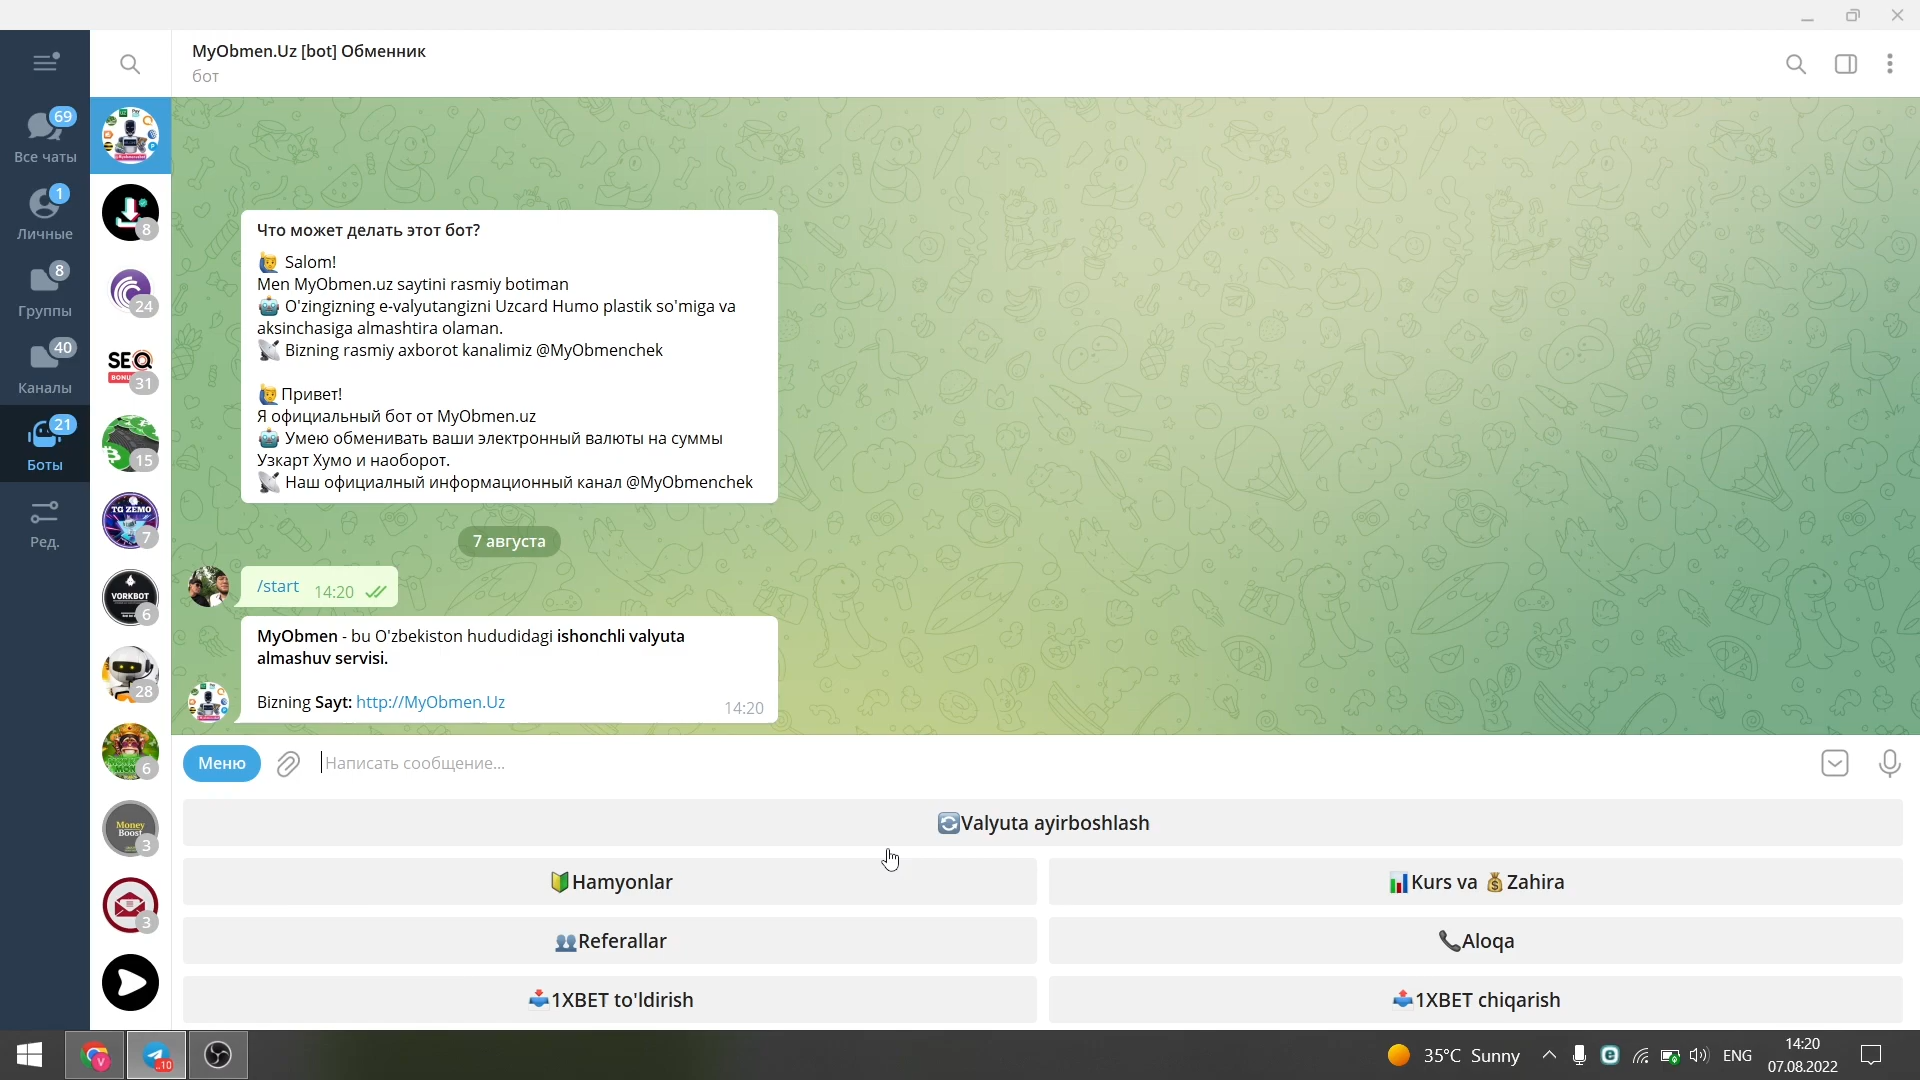 MyObmen.Uz [bot] Обменник
бот
69
Все чаты
1
Личные
8
Группы
40
Каналы
21
Боты
Ред.
8
24
SEO
31
15
TG ZEMO
7
VORKBOT
6
28
6
Money
Boost
3
3
Что может делать этот бот?
Salom!
Men MyObmen.uz saytini rasmiy botiman
O'zingizning e-valyutangizni Uzcard Humo plastik so'miga va
aksinchasiga almashtira olaman.
Bizning rasmiy axborot kanalimiz @MyObmenchek
Привет!
Я официальный бот от MyObmen.uz
Умею обменивать ваши электронный валюты на суммы
Узкарт Хумо и наоборот.
Наш официалный информационный канал @MyObmenchek
7 августа
/start 14:20
MyObmen - bu O'zbekiston hududidagi ishonchli valyuta
almashuv servisi.
Bizning Sayt: http://MyObmen.Uz
14:20
Меню
Написать сообщение...
Valyuta ayirboshlash
Hamyonlar
Kurs va Zahira
Referallar
Aloqa
1XBET to'ldirish
1XBET chiqarish
V
..10
35°C Sunny
ENG
14:20
07.08.2022